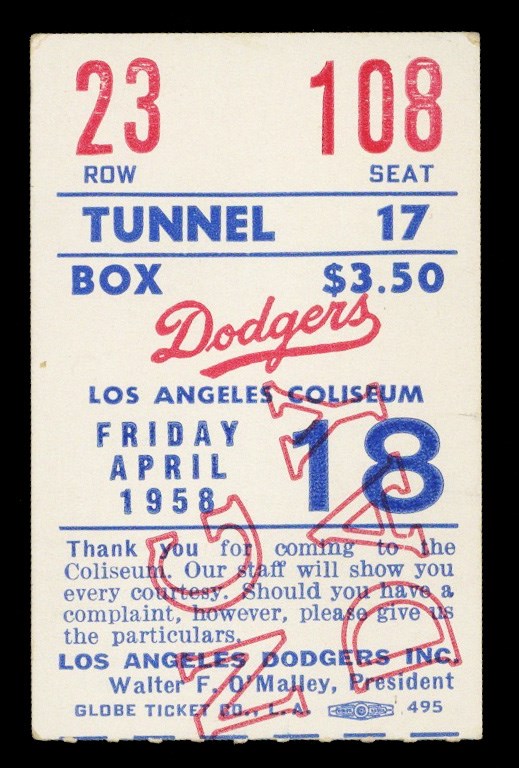 23 108
ROW SEAT
TUNNEL 17
BOX $3.50
Dodgers
LOS ANGELES COLISEUM
FRIDAY
APRIL 18
1958
Thank you for coming to the
Coliseum. Our staff will show you
every courtesy. Should you have a
complaint, however, please give us
the particulars.
LOS ANGELES DODGERS INC.
Walter F. O'Malley, President
GLOBE TICKET CO., L.A. 495
DAY